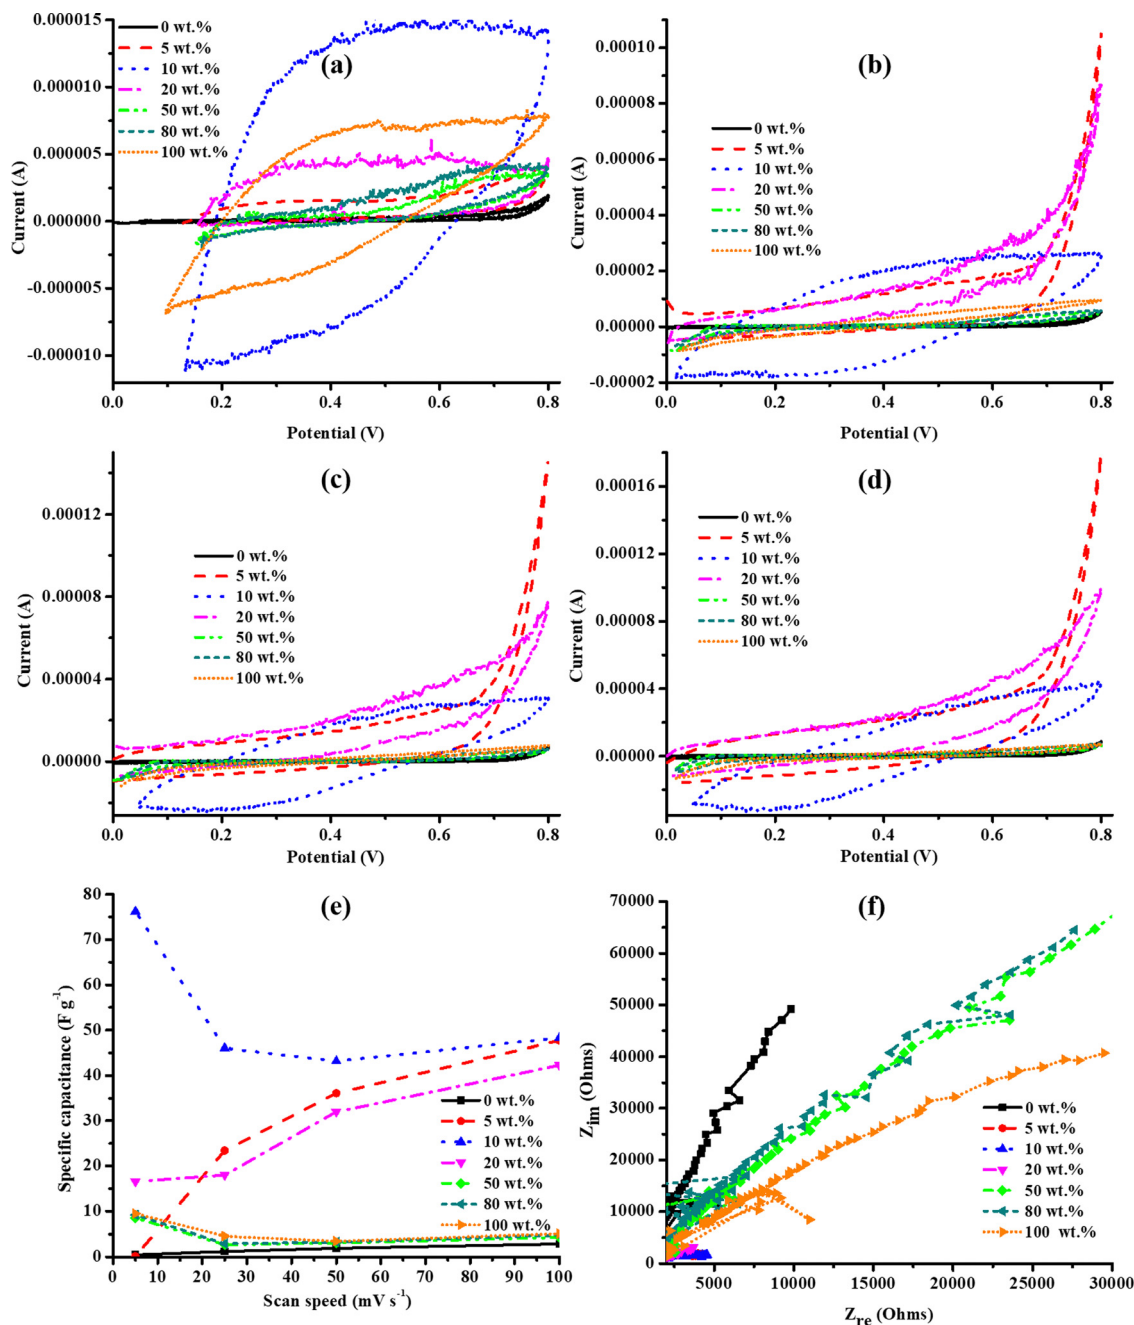 (a)
0 wt.%
5 wt.%
10 wt.%
20 wt.%
50 wt.%
80 wt.%
100 wt.%
0.000015
0.000010
0.000005
0.000000
-0.000005
-0.000010
Current (A)
0.0 0.2 0.4 0.6 0.8
Potential (V)
(b)
0 wt.%
5 wt.%
10 wt.%
20 wt.%
50 wt.%
80 wt.%
100 wt.%
0.00010
0.00008
0.00006
0.00004
0.00002
0.00000
-0.00002
Current (A)
0.0 0.2 0.4 0.6 0.8
Potential (V)
(c)
0 wt.%
5 wt.%
10 wt.%
20 wt.%
50 wt.%
80 wt.%
100 wt.%
0.00012
0.00008
0.00004
0.00000
Current (A)
0.0 0.2 0.4 0.6 0.8
Potential (V)
(d)
0 wt.%
5 wt.%
10 wt.%
20 wt.%
50 wt.%
80 wt.%
100 wt.%
0.00016
0.00012
0.00008
0.00004
0.00000
Current (A)
0.0 0.2 0.4 0.6 0.8
Potential (V)
(e)
0 wt.%
5 wt.%
10 wt.%
20 wt.%
50 wt.%
80 wt.%
100 wt.%
80
75
50
40
30
20
10
5
0
Specific capacitance (F g-1)
0 10 20 30 40 50 60 70 80 90 100
Scan speed (mV s-1)
(f)
0 wt.%
5 wt.%
10 wt.%
20 wt.%
50 wt.%
80 wt.%
100 wt.%
70000
60000
50000
40000
30000
20000
10000
0
Zim (Ohms)
5000 10000 15000 20000 25000 30000
Zre (Ohms)